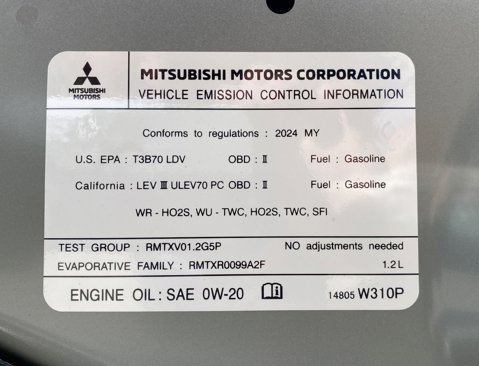 MITSUBISHI MOTORS
MITSUBISHI MOTORS CORPORATION
VEHICLE EMISSION CONTROL INFORMATION
Conforms to regulations : 2024 MY
U.S. EPA : T3B70 LDV OBD : II Fuel : Gasoline
California : LEV III ULEV70 PC OBD : II Fuel : Gasoline
WR - HO2S, WU - TWC, HO2S, TWC, SFI
TEST GROUP : RMTXV01.2G5P NO adjustments needed
EVAPORATIVE FAMILY : RMTXR0099A2F 1.2 L
ENGINE OIL : SAE 0W-20 14805 W310P